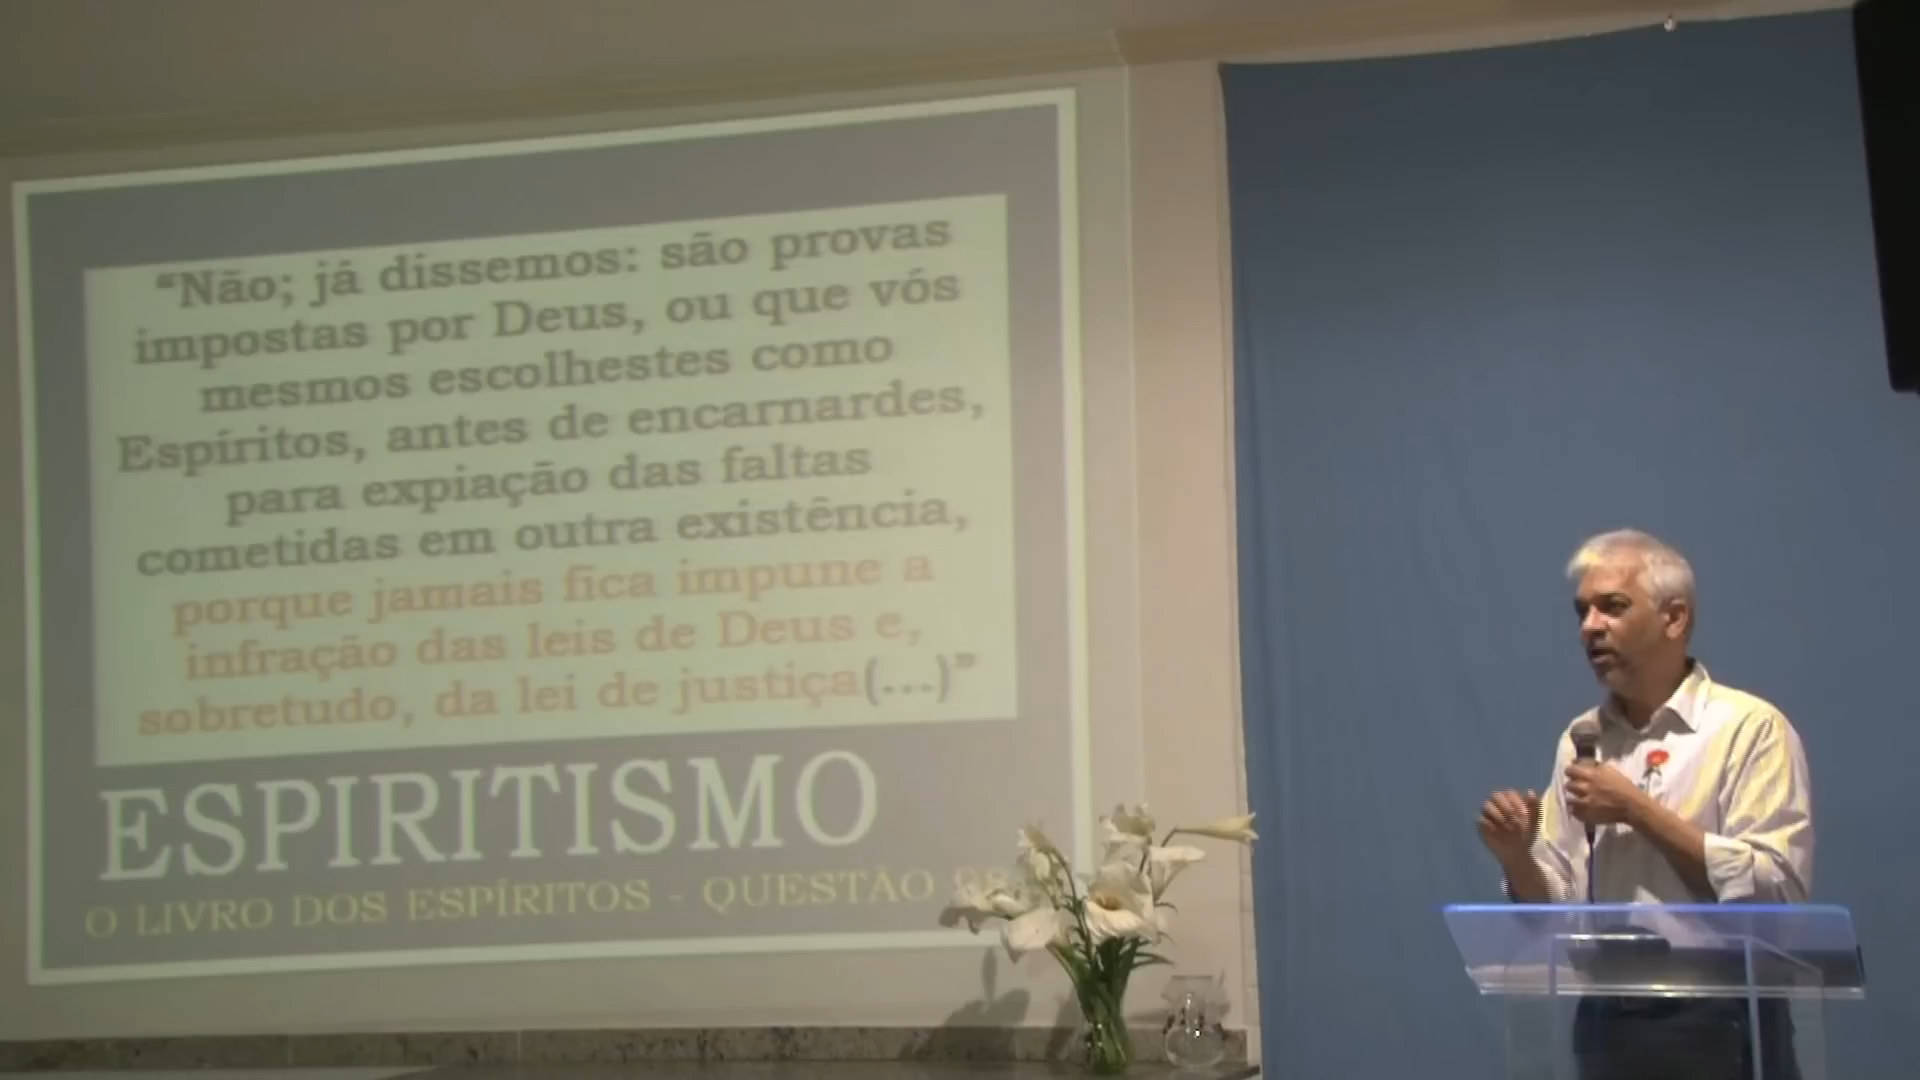 “Não; já dissemos: são provas
impostas por Deus, ou que vós
mesmos escolhestes como
Espíritos, antes de encarnardes,
para expiação das faltas
cometidas em outra existência,
porque jamais fica impune a
infração das leis de Deus e,
sobretudo, da lei de justiça(...)”
ESPIRITISMO
O LIVRO DOS ESPÍRITOS - QUESTÃO